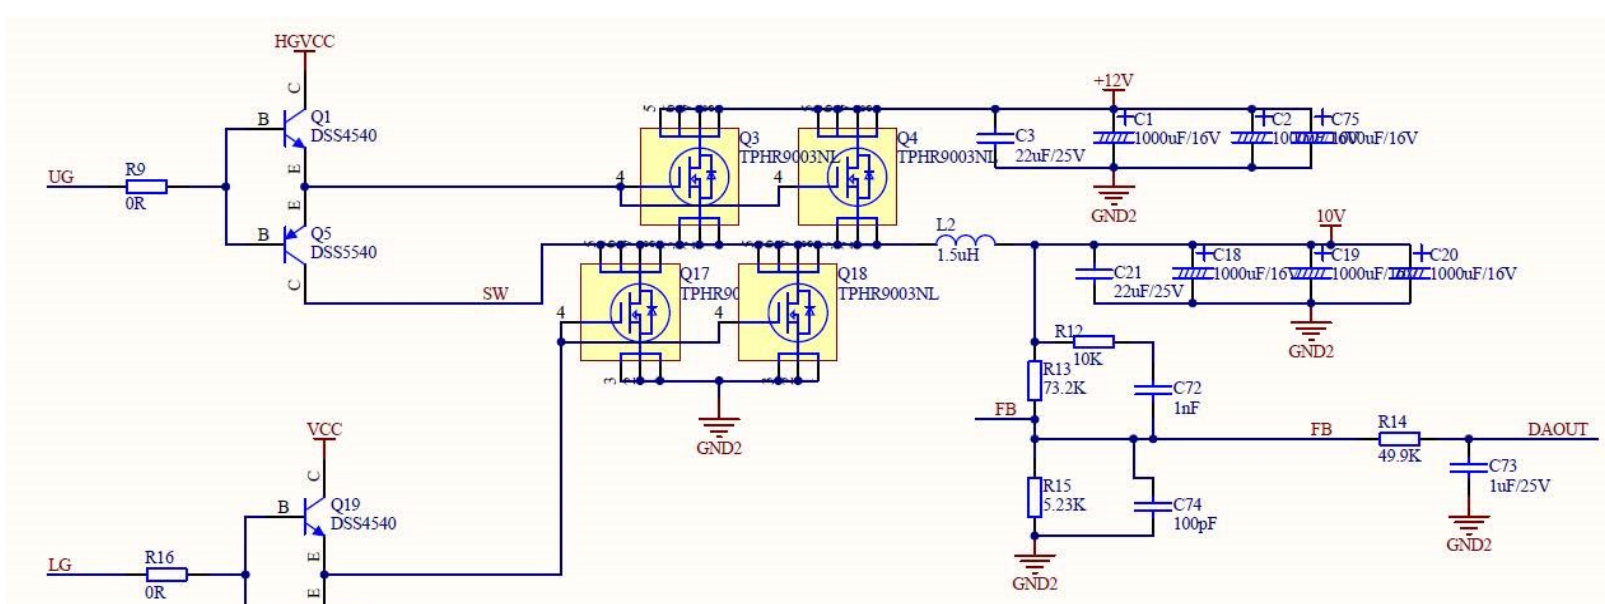 HGVCC
C
B
Q1
DSS4540
E
UG
R9
0R
E
B
Q5
DSS5540
C
SW
5
4
Q3
TPHR9003NL
4
Q4
TPHR9003NL
C3
22uF/25V
+12V
C1
1000uF/16V
C2
C75
1000uF/16V
GND2
4
Q17
4
Q18
TPHR9003NL
3
GND2
L2
1.5uH
10V
C21
22uF/25V
C18
1000uF/16V
C19
1000uF/16V
C20
1000uF/16V
GND2
R12
10K
R13
73.2K
C72
1nF
FB
FB
R14
49.9K
DAOUT
C73
1uF/25V
GND2
R15
5.23K
C74
100pF
GND2
VCC
C
B
Q19
DSS4540
E
LG
R16
0R
E